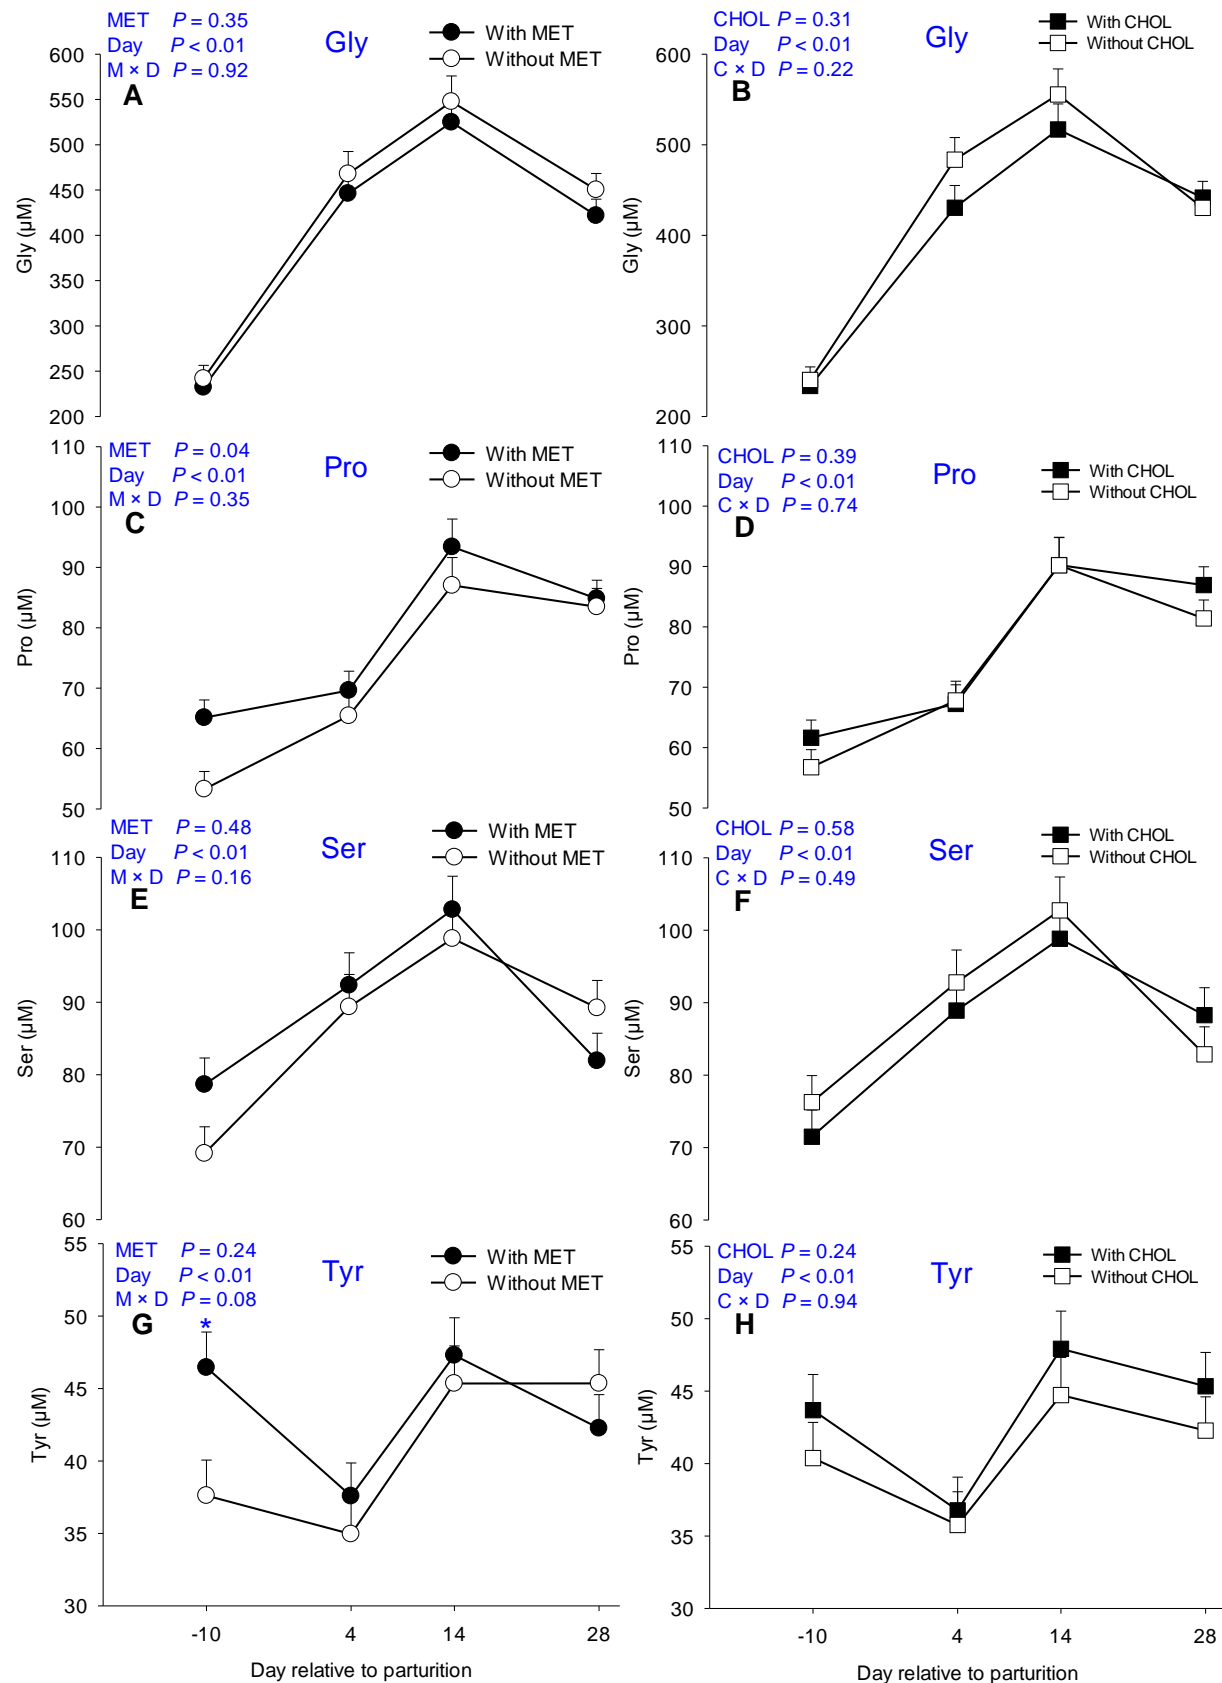 MET P = 0.35
Day P < 0.01
M × D P = 0.92
A
Gly
With MET
Without MET
600
550
500
450
400
350
300
250
200
Gly (µM)
CHOL P = 0.31
Day P < 0.01
C × D P = 0.22
B
Gly
With CHOL
Without CHOL
600
500
400
300
200
Gly (µM)
MET P = 0.04
Day P < 0.01
M × D P = 0.35
C
Pro
With MET
Without MET
110
100
90
80
70
60
50
Pro (µM)
CHOL P = 0.39
Day P < 0.01
C × D P = 0.74
D
Pro
With CHOL
Without CHOL
110
100
90
80
70
60
50
Pro (µM)
MET P = 0.48
Day P < 0.01
M × D P = 0.16
E
Ser
With MET
Without MET
110
100
90
80
70
60
Ser (µM)
CHOL P = 0.58
Day P < 0.01
C × D P = 0.49
F
Ser
With CHOL
Without CHOL
110
100
90
80
70
60
Ser (µM)
MET P = 0.24
Day P < 0.01
M × D P = 0.08
G
*
Tyr
With MET
Without MET
55
50
45
40
35
30
Tyr (µM)
-10 4 14 28
Day relative to parturition
CHOL P = 0.24
Day P < 0.01
C × D P = 0.94
H
Tyr
With CHOL
Without CHOL
55
50
45
40
35
30
Tyr (µM)
-10 4 14 28
Day relative to parturition